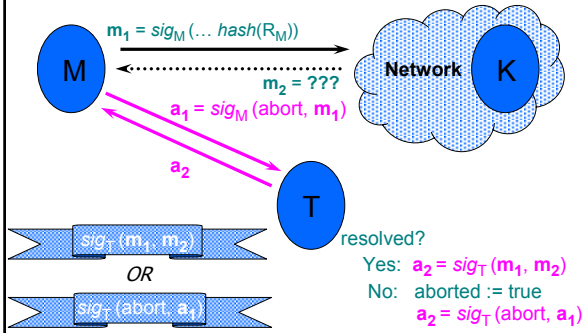 m1 = sigM (… hash(RM))
M
Network
K
m2 = ???
a1 = sigM (abort, m1)
a2
T
sigT (m1, m2)
OR
sigT (abort, a1)
resolved?
Yes: a2 = sigT (m1, m2)
No: aborted := true
a2 = sigT (abort, a1)